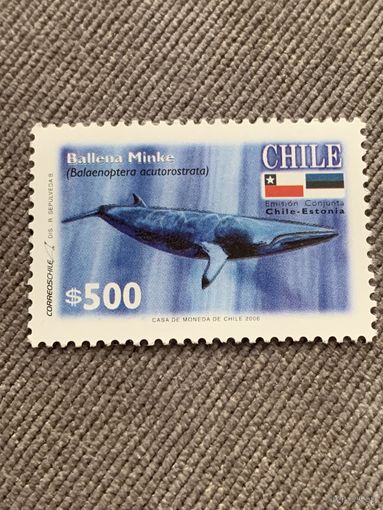 Ballena Minke
(Balaenoptera acutorostrata)
CHILE
Emisión Conjunta
Chile-Estonia
$500
CORREOSCHILE
DIS. R. SEPULVEDA B.
CASA DE MONEDA DE CHILE 2006